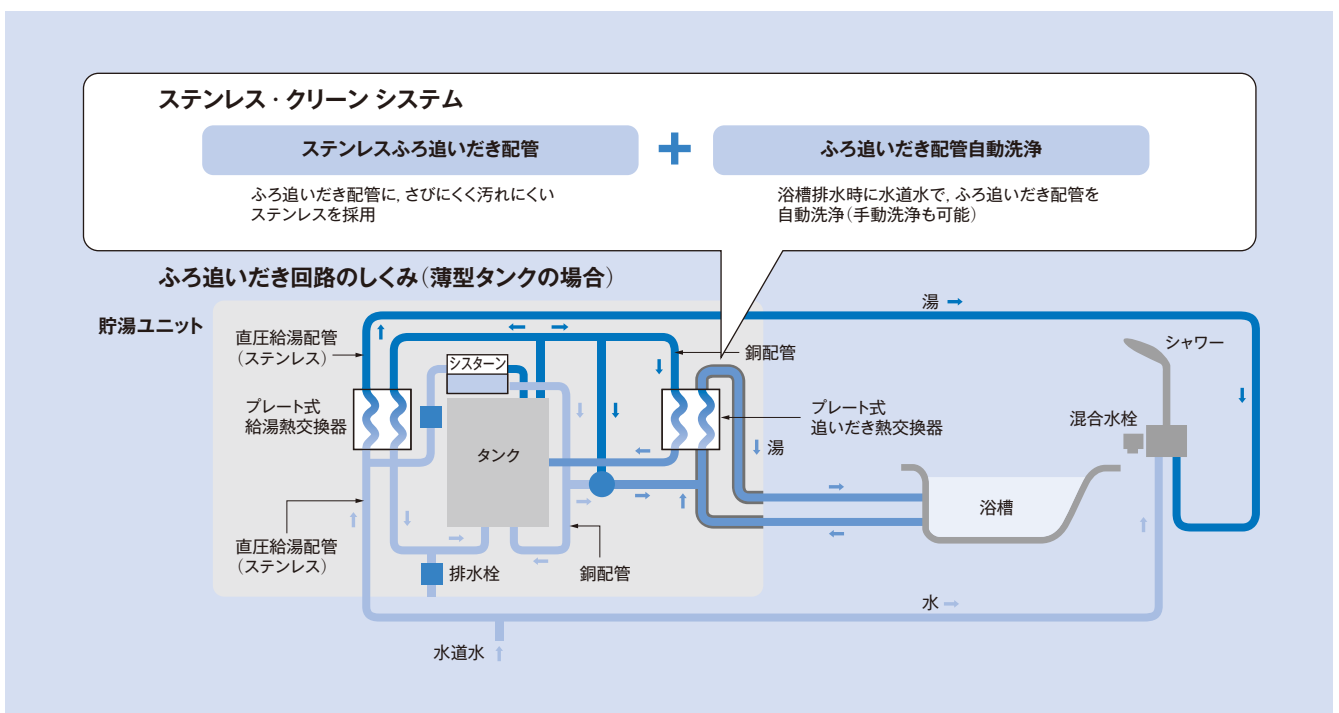 ステンレス・クリーン システム
ステンレスふろ追いだき配管
ふろ追いだき配管自動洗浄
ふろ追いだき配管に, さびにくく汚れにくい
ステンレスを採用
浴槽排水時に水道水で, ふろ追いだき配管を
自動洗浄(手動洗浄も可能)
ふろ追いだき回路のしくみ(薄型タンクの場合)
貯湯ユニット
直圧給湯配管
(ステンレス)
シスターン
銅配管
湯
シャワー
プレート式
給湯熱交換器
タンク
プレート式
追いだき熱交換器
混合水栓
湯
浴槽
直圧給湯配管
(ステンレス)
排水栓
銅配管
水
水道水